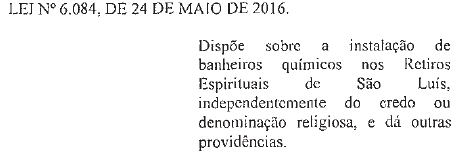 LEI Nº 6.084, DE 24 DE MAIO DE 2016.
Dispõe sobre a instalação de
banheiros químicos nos Retiros
Espirituais de São Luís,
independentemente do credo ou
denominação religiosa, e dá outras
providências.